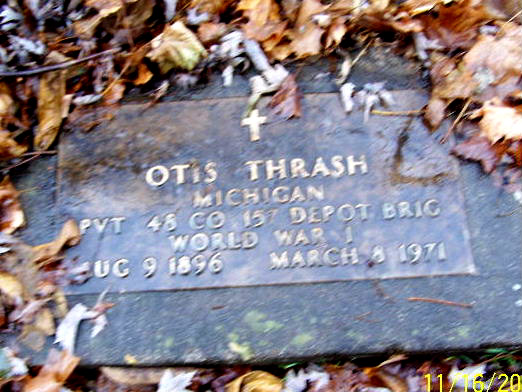 OTIS THRASH
MICHIGAN
PVT 48 CO 157 DEPOT BRIG
WORLD WAR I
AUG 9 1896 MARCH 8 1971
11/16/20